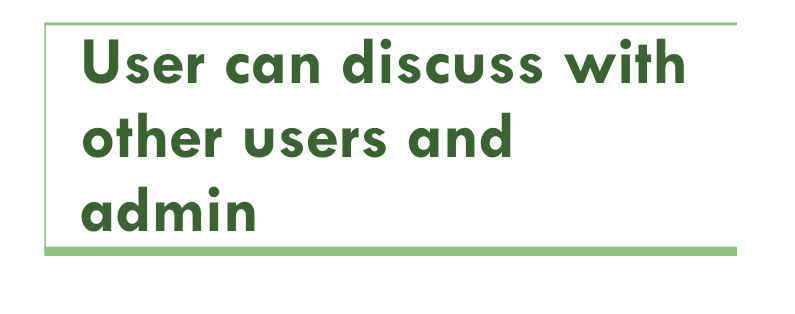 User can discuss with
other users and
admin